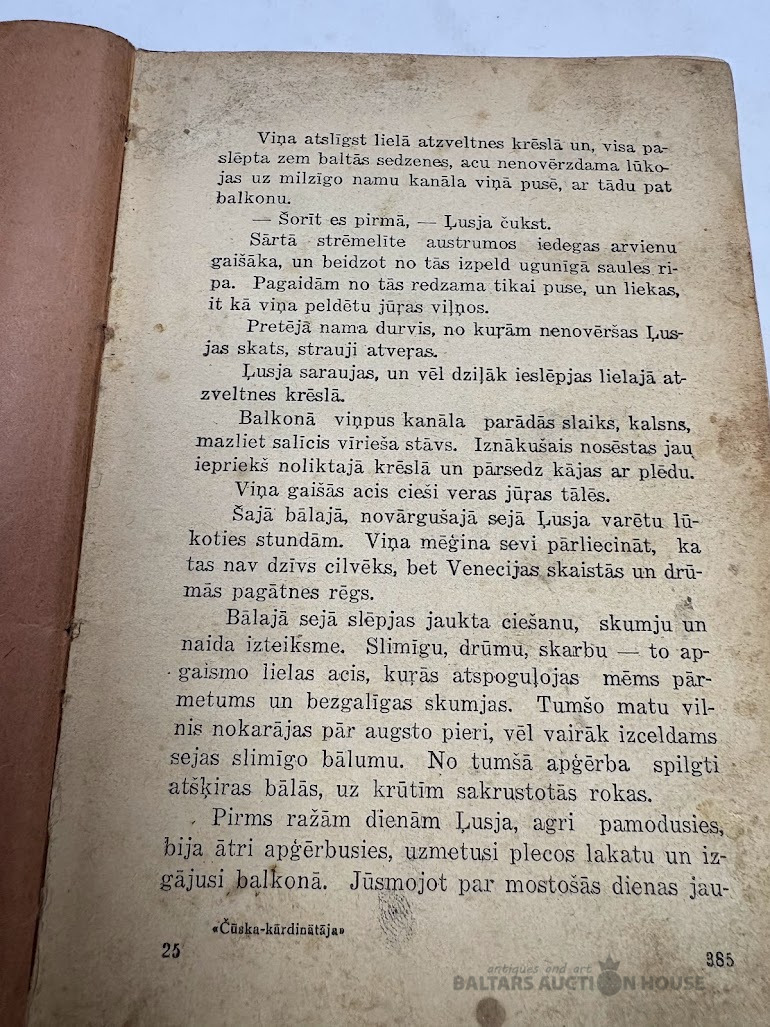 Viņa atslīgst lielā atzveltnes krēslā un, visa pa-
slēpta zem baltās sedzenes, acu nenovērzdama lūko-
jas uz milzīgo namu kanāla viņā pusē, ar tādu pat
balkonu.
— Šorīt es pirmā, — Ļusja čukst.
Sārtā strēmelīte austrumos iedegas arvienu
gaišāka, un beidzot no tās izpeld ugunīgā saules ri-
pa. Pagaidām no tās redzama tikai puse, un liekas,
it kā viņa peldētu jūŗas viļņos.
Pretējā nama durvis, no kuŗām nenovēršas Ļus-
jas skats, strauji atveŗas.
Ļusja saraujas, un vēl dziļāk ieslēpjas lielajā at-
zveltnes krēslā.
Balkonā viņpus kanāla parādās slaiks, kalsns,
mazliet salīcis vīrieša stāvs. Iznākušais nosēstas jau
iepriekš noliktajā krēslā un pārsedz kājas ar plēdu.
Viņa gaišās acis cieši veras jūŗas tālēs.
Šajā bālajā, novārgušajā sejā Ļusja varētu lū-
koties stundām. Viņa mēģina sevi pārliecināt, ka
tas nav dzīvs cilvēks, bet Venecijas skaistās un drū-
mās pagātnes rēgs.
Bālajā sejā slēpjas jaukta ciešanu, skumju un
naida izteiksme. Slimīgu, drūmu, skarbu — to ap-
gaismo lielas acis, kuŗās atspoguļojas mēms pār-
metums un bezgalīgas skumjas. Tumšo matu vil-
nis nokarājas pār augsto pieri, vēl vairāk izceldams
sejas slimīgo bālumu. No tumšā apģērba spilgti
atšķiras bālās, uz krūtīm sakrustotās rokas.
Pirms ražām dienām Ļusja, agri pamodusies,
bija ātri apģērbusies, uzmetusi plecos lakatu un iz-
gājusi balkonā. Jūsmojot par mostošās dienas jau-
«Čūska-kārdinātāja»
25
385
antiques and art
BALTARS AUCTION HOUSE